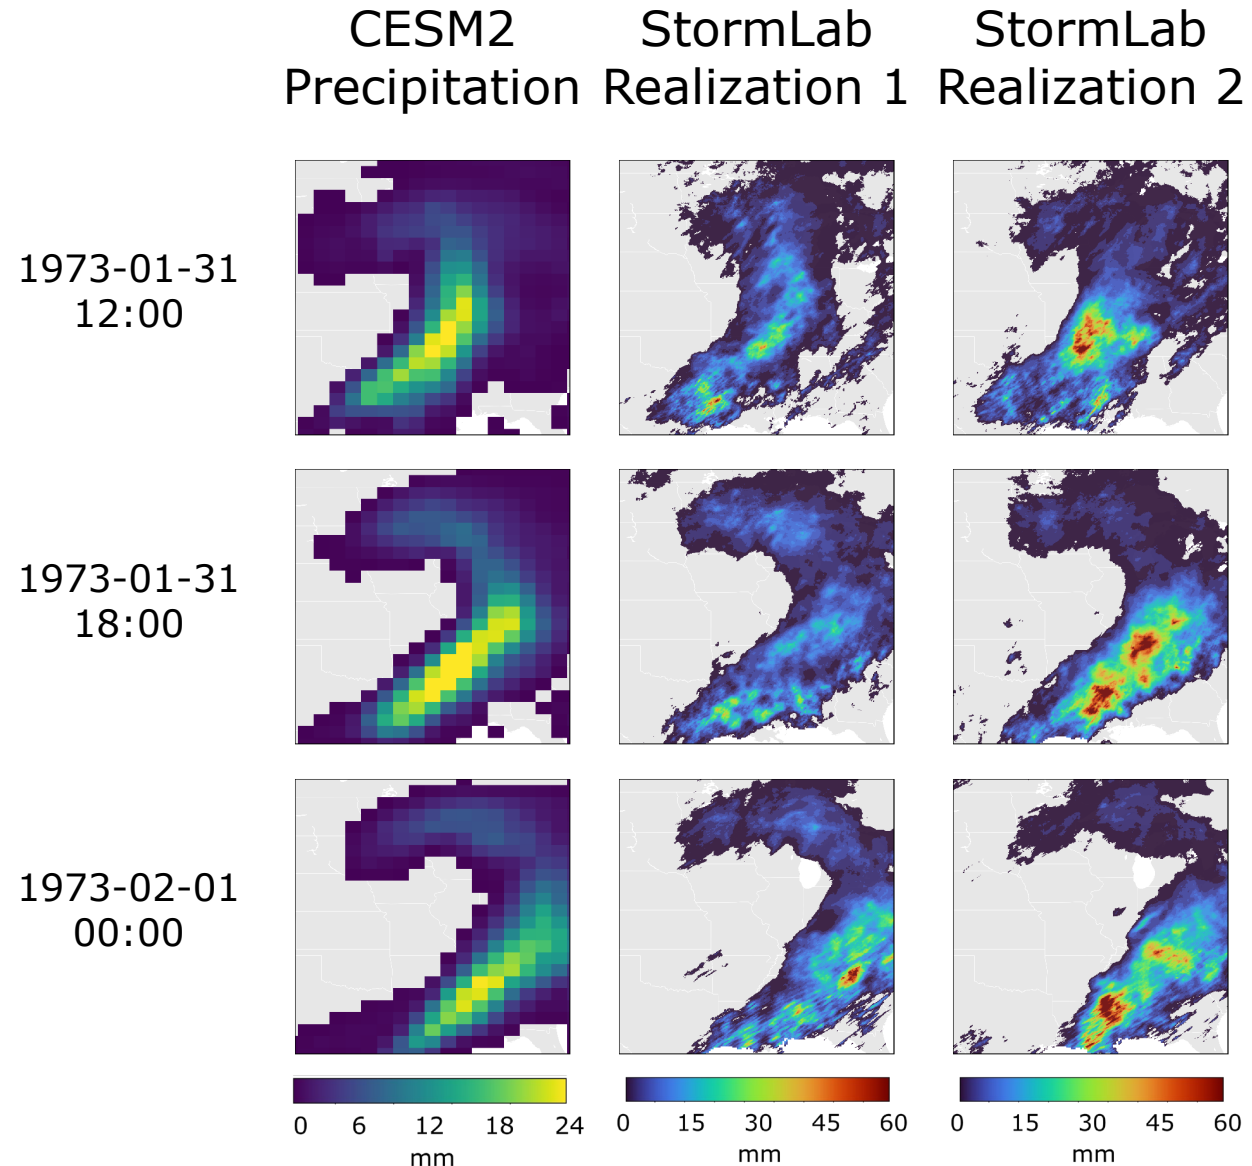 CESM2 Precipitation
StormLab Realization 1
StormLab Realization 2
1973-01-31
12:00
1973-01-31
18:00
1973-02-01
00:00
0 6 12 18 24
mm
0 15 30 45 60
mm
0 15 30 45 60
mm